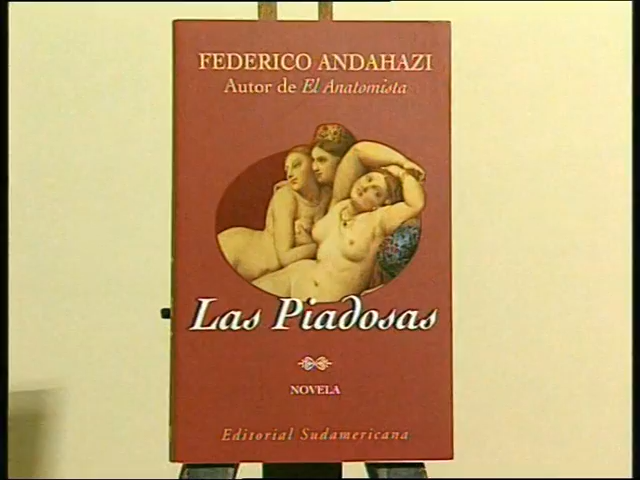 FEDERICO ANDAHAZI
Autor de El Anatomista
Las Piadosas
NOVELA
Editorial Sudamericana